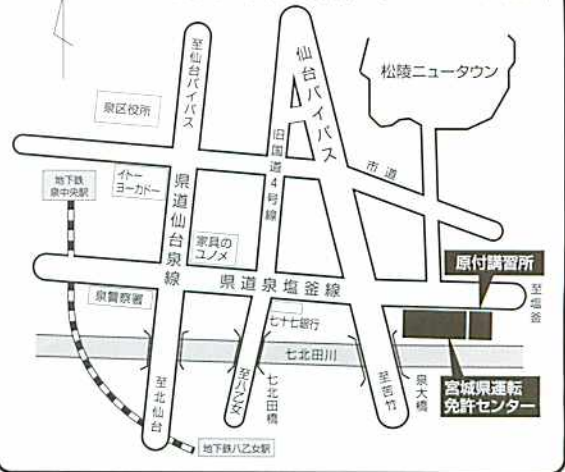 至仙台バイパス
仙台バイパス
松陵ニュータウン
泉区役所
旧国道4号線
市道
地下鉄
泉中央駅
イトー
ヨーカドー
県道仙台泉線
家具の
ユノメ
県道泉塩釜線
原付講習所
至塩釜
泉警察署
七十七銀行
七北田川
至北仙台
至八乙女
七北田橋
至苦竹
泉大橋
宮城県運転
免許センター
地下鉄八乙女駅